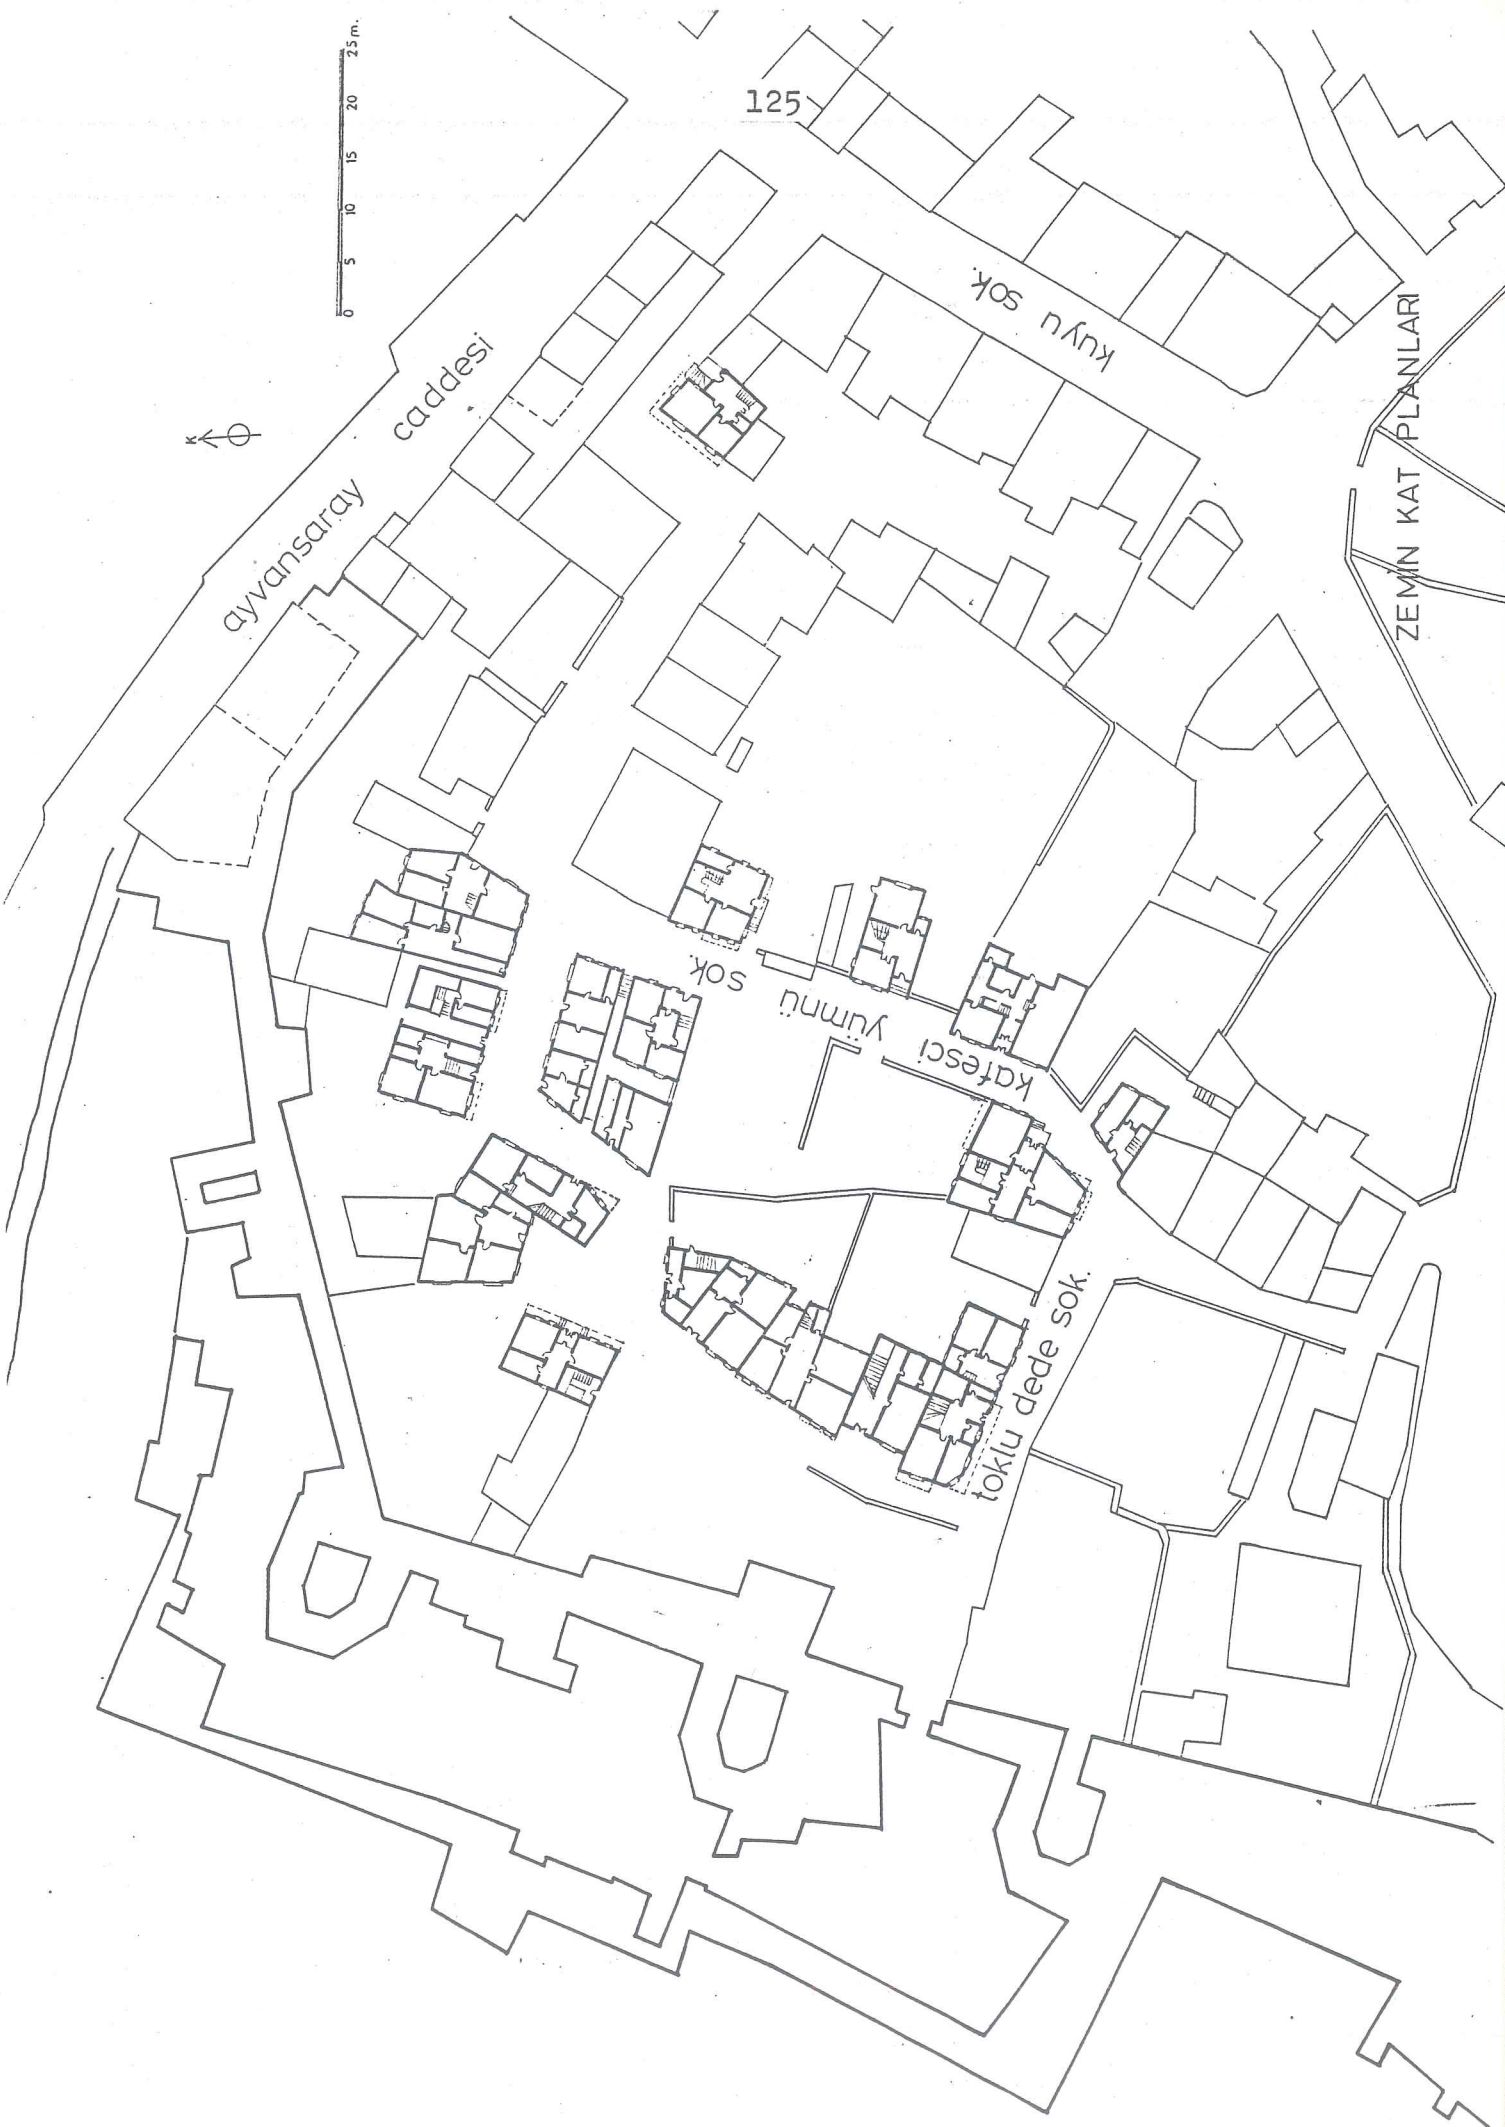 125
0 5 10 15 20 25 m.
K
ayvansaray caddesi
kuyu sok.
kafesci yümnü sok.
toklu dede sok.
ZEMİN KAT PLANLARI